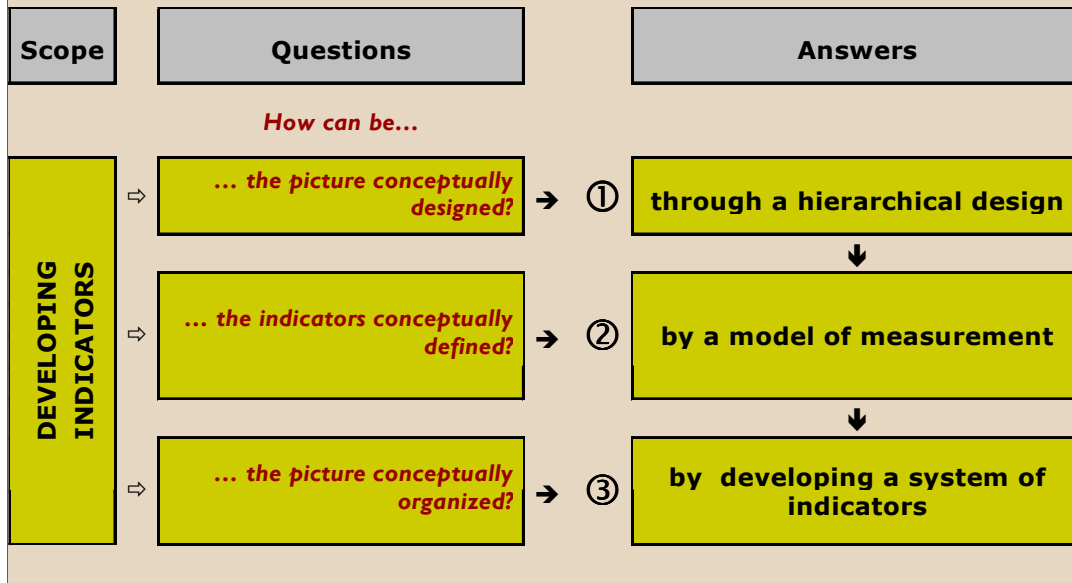 Scope
Questions
Answers
How can be...
DEVELOPING
INDICATORS
⇨
... the picture conceptually
designed?
➔
①
through a hierarchical design
🡻
⇨
... the indicators conceptually
defined?
➔
②
by a model of measurement
🡻
⇨
... the picture conceptually
organized?
➔
③
by developing a system of
indicators